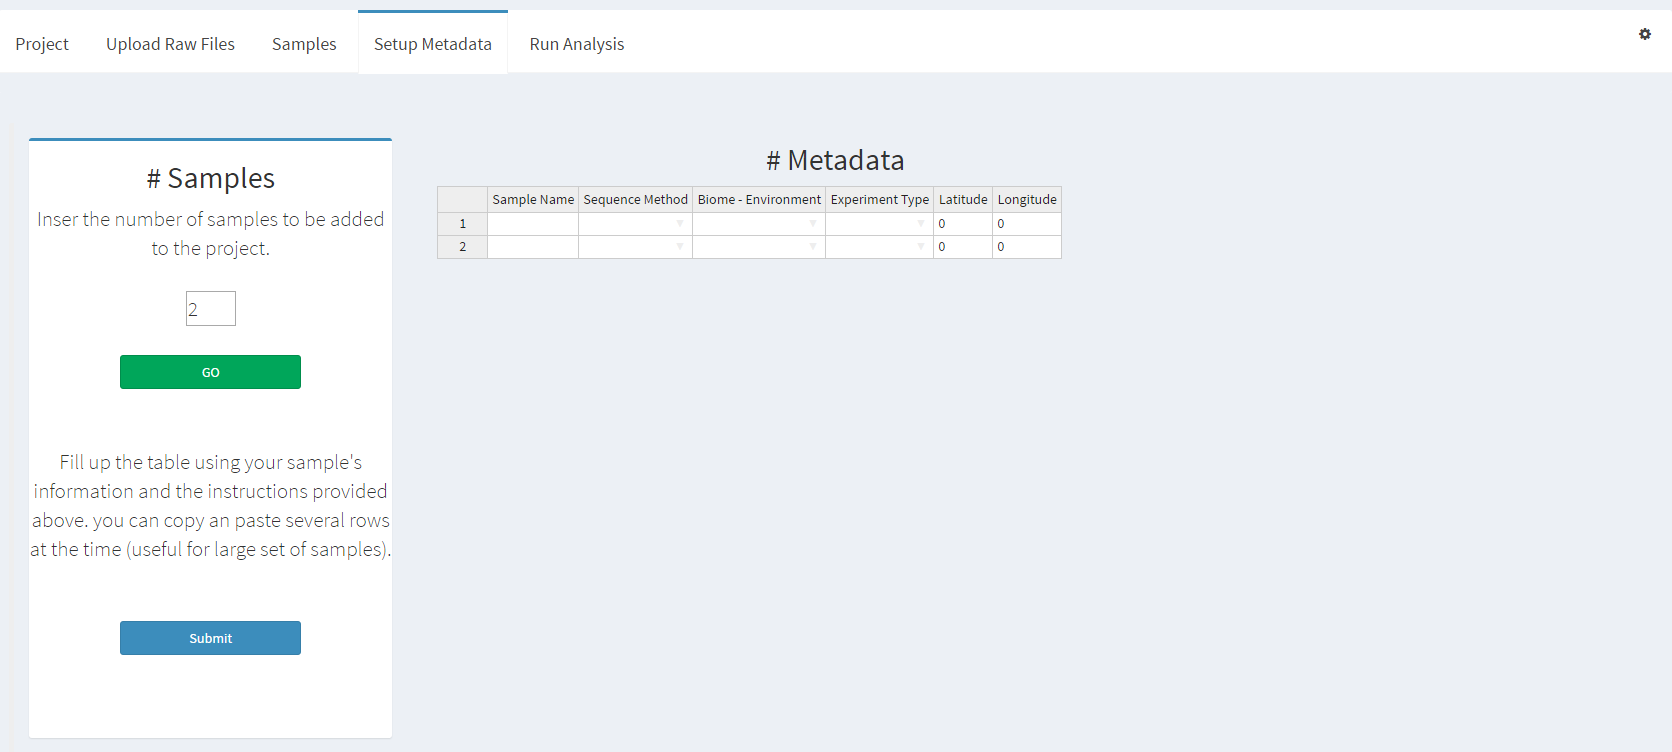 Project Upload Raw Files Samples Setup Metadata Run Analysis
# Samples
Inser the number of samples to be added
to the project.
2
GO
Fill up the table using your sample's
information and the instructions provided
above. you can copy an paste several rows
at the time (useful for large set of samples).
Submit
# Metadata
Sample Name Sequence Method Biome - Environment Experiment Type Latitude Longitude
1 0 0
2 0 0